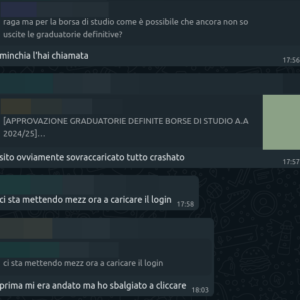 raga ma per la borsa di studio come è possibile che ancora non so
uscite le graduatorie definitive?
minchia l'hai chiamata
17:56
[APPROVAZIONE GRADUATORIE DEFINITE BORSE DI STUDIO A.A
2024/25]...
sito ovviamente sovraccaricato tutto crashato
17:57
ci sta mettendo mezz ora a caricare il login
17:58
ci sta mettendo mezz ora a caricare il login
prima mi era andato ma ho sbalgiato a cliccare
18:03